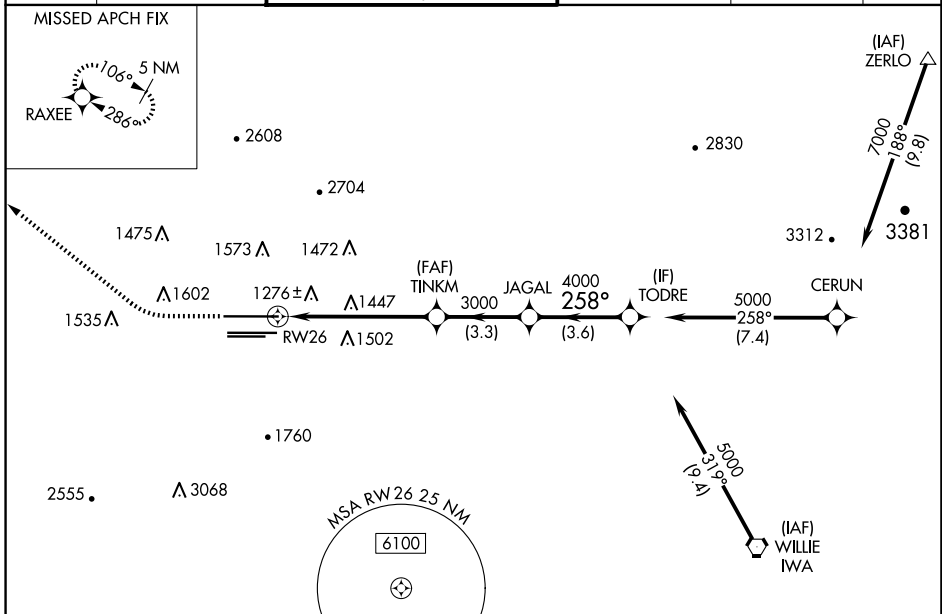 MISSED APCH FIX
106° 5 NM
RAXEE
286°
(IAF)
ZERLO
7000
188°
(9.8)
2608
2830
2704
3312
3381
1475
1573
1472
(FAF)
TINKM
JAGAL
4000
258°
(3.6)
(IF)
TODRE
CERUN
1602
1276±
1447
3000
(3.3)
5000
258°
(7.4)
1535
RW26
1502
1760
5000
319°
(9.4)
2555
3068
MSA RW26 25 NM
6100
(IAF)
WILLIE
IWA